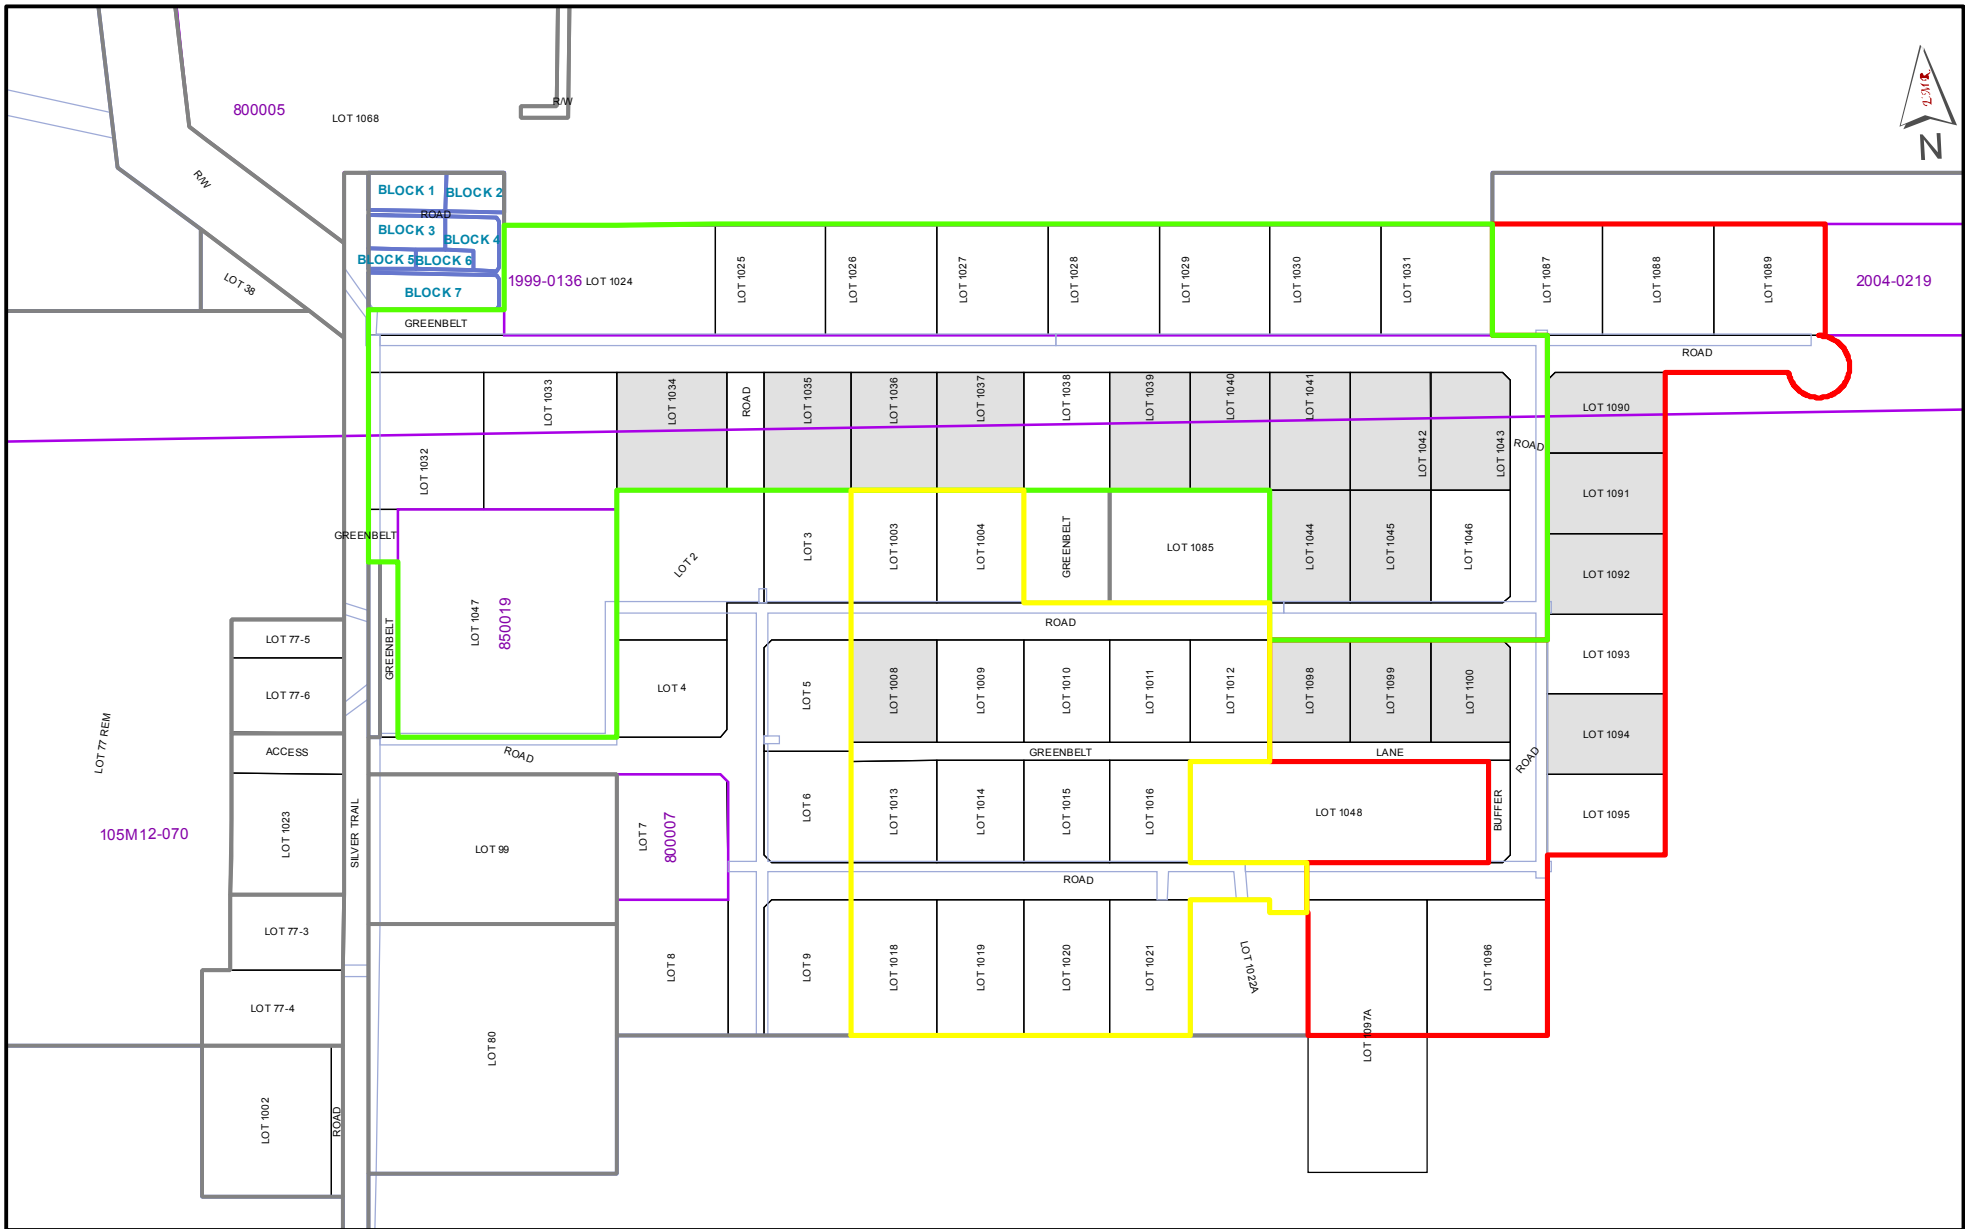 800005
LOT 1068
R/W
R/W
N
BLOCK 1
BLOCK 2
ROAD
BLOCK 3
BLOCK 4
BLOCK 5
BLOCK 6
BLOCK 7
GREENBELT
LOT 38
1999-0136
LOT 1024
LOT 1025
LOT 1026
LOT 1027
LOT 1028
LOT 1029
LOT 1030
LOT 1031
LOT 1087
LOT 1088
LOT 1089
2004-0219
ROAD
LOT 1032
LOT 1033
LOT 1034
ROAD
LOT 1035
LOT 1036
LOT 1037
LOT 1038
LOT 1039
LOT 1040
LOT 1041
LOT 1042
LOT 1043
ROAD
LOT 1090
LOT 1091
LOT 1092
LOT 1093
LOT 1094
LOT 1095
GREENBELT
GREENBELT
LOT 1047
850019
LOT 2
LOT 3
LOT 1003
LOT 1004
GREENBELT
LOT 1085
LOT 1044
LOT 1045
LOT 1046
ROAD
LOT 4
LOT 5
LOT 1008
LOT 1009
LOT 1010
LOT 1011
LOT 1012
LOT 1098
LOT 1099
LOT 1100
ROAD
GREENBELT
LANE
ROAD
LOT 77-5
LOT 77-6
ACCESS
LOT 77 REM
105M12-070
LOT 1023
SILVER TRAIL
LOT 77-3
LOT 77-4
LOT 1002
ROAD
LOT 99
LOT 80
LOT 7
800007
LOT 6
LOT 1013
LOT 1014
LOT 1015
LOT 1016
LOT 1048
BUFFER
ROAD
LOT 8
LOT 9
LOT 1018
LOT 1019
LOT 1020
LOT 1021
LOT 1022A
LOT 1097A
LOT 1096